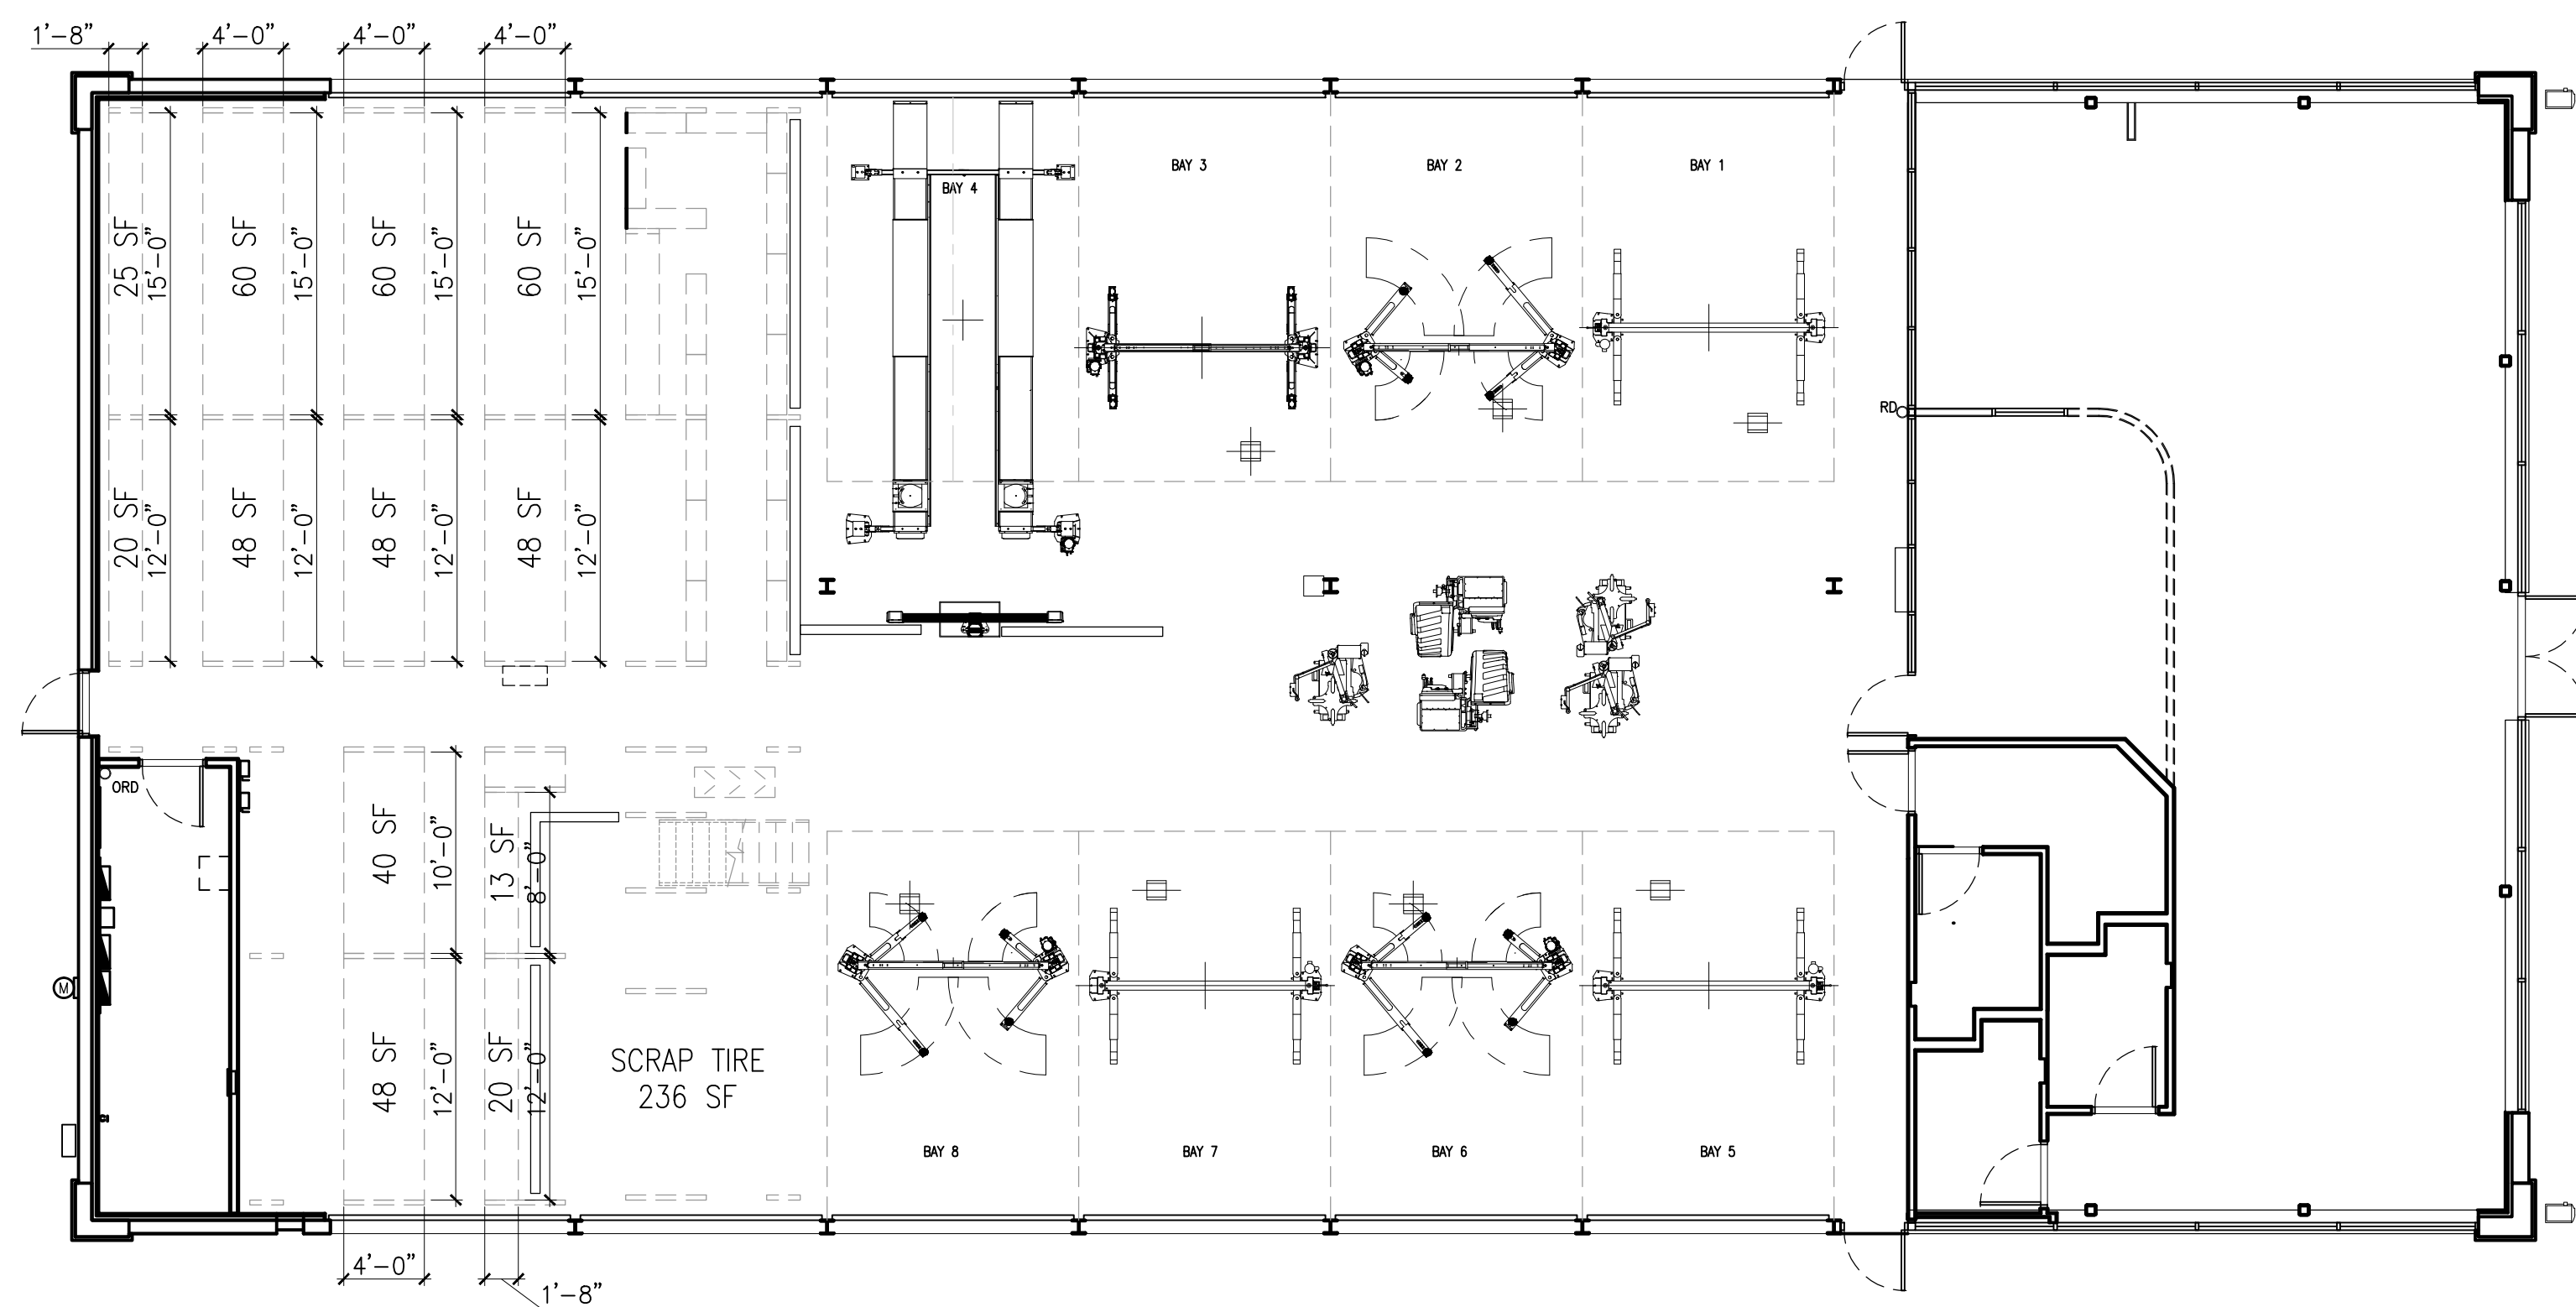 1'-8"
4'-0"
4'-0"
4'-0"
BAY 4
BAY 3
BAY 2
BAY 1
25 SF
15'-0"
60 SF
15'-0"
60 SF
15'-0"
60 SF
15'-0"
RD
20 SF
12'-0"
48 SF
12'-0"
48 SF
12'-0"
48 SF
12'-0"
ORD
40 SF
10'-0"
13 SF
8'-0"
M
48 SF
12'-0"
20 SF
12'-0"
SCRAP TIRE
236 SF
BAY 8
BAY 7
BAY 6
BAY 5
4'-0"
1'-8"